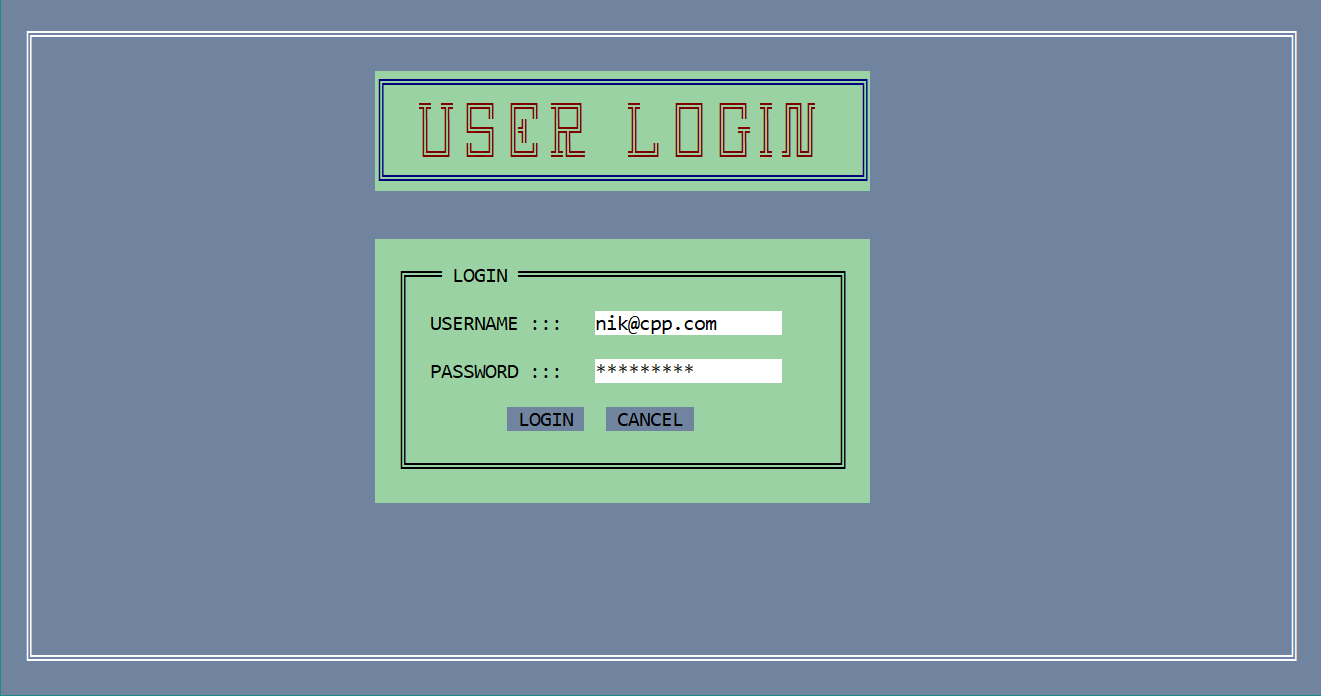 USER LOGIN
LOGIN
USERNAME ::: nik@cpp.com
PASSWORD ::: *********
LOGIN CANCEL